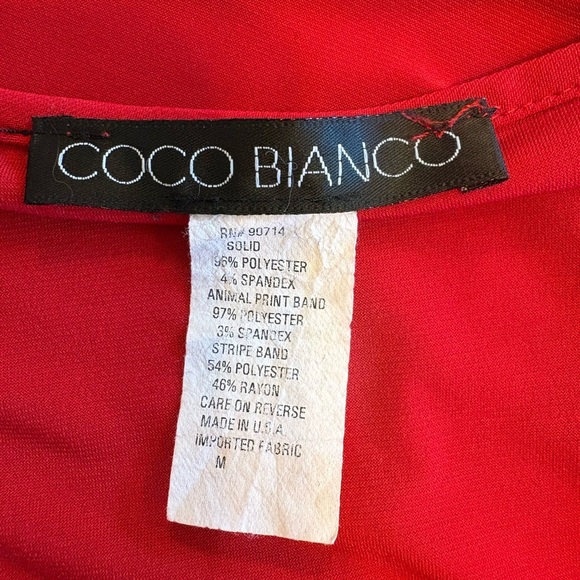 COCO BIANCO
RN# 90714
SOLID
96% POLYESTER
4% SPANDEX
ANIMAL PRINT BAND
97% POLYESTER
3% SPANDEX
STRIPE BAND
54% POLYESTER
46% RAYON
CARE ON REVERSE
MADE IN U.S.A
IMPORTED FABRIC
M